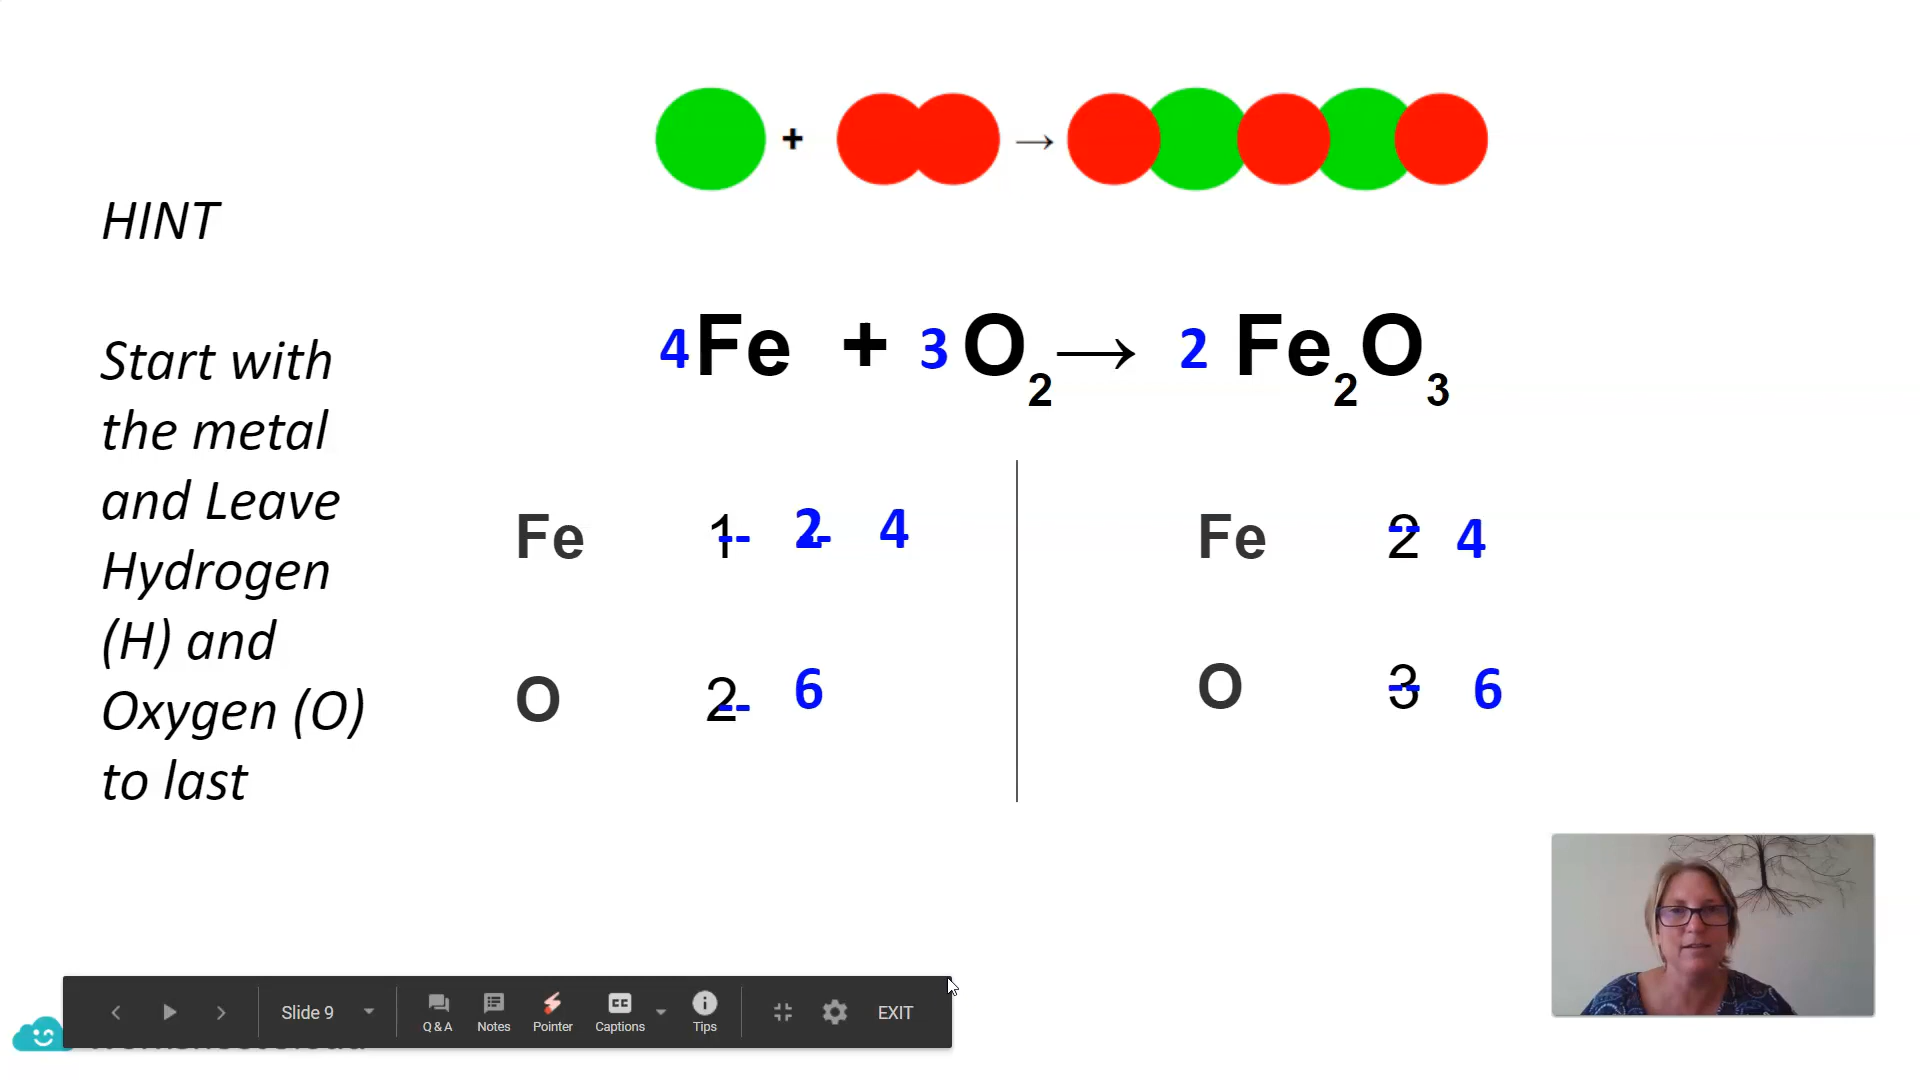 + →
HINT
4Fe + 3 O2 → 2 Fe2O3
Start with
the metal
and Leave
Hydrogen
(H) and
Oxygen (O)
to last
Fe 1 2 4
Fe 2 4
O 2 6
O 3 6
Slide 9
Q & A
Notes
Pointer
CC
Captions
i
Tips
EXIT